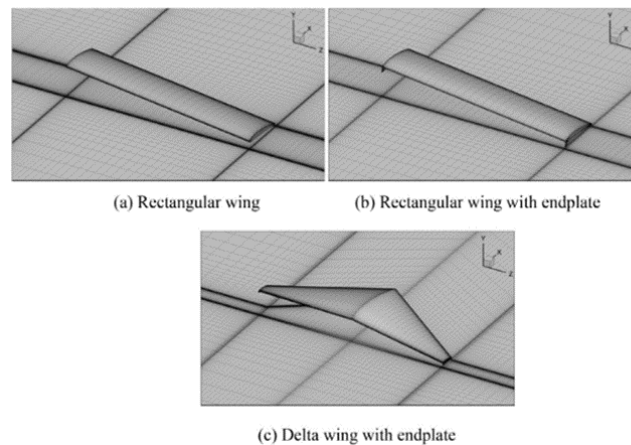 Y
X
Z
Y
X
Z
(a) Rectangular wing
(b) Rectangular wing with endplate
Y
X
Z
(c) Delta wing with endplate